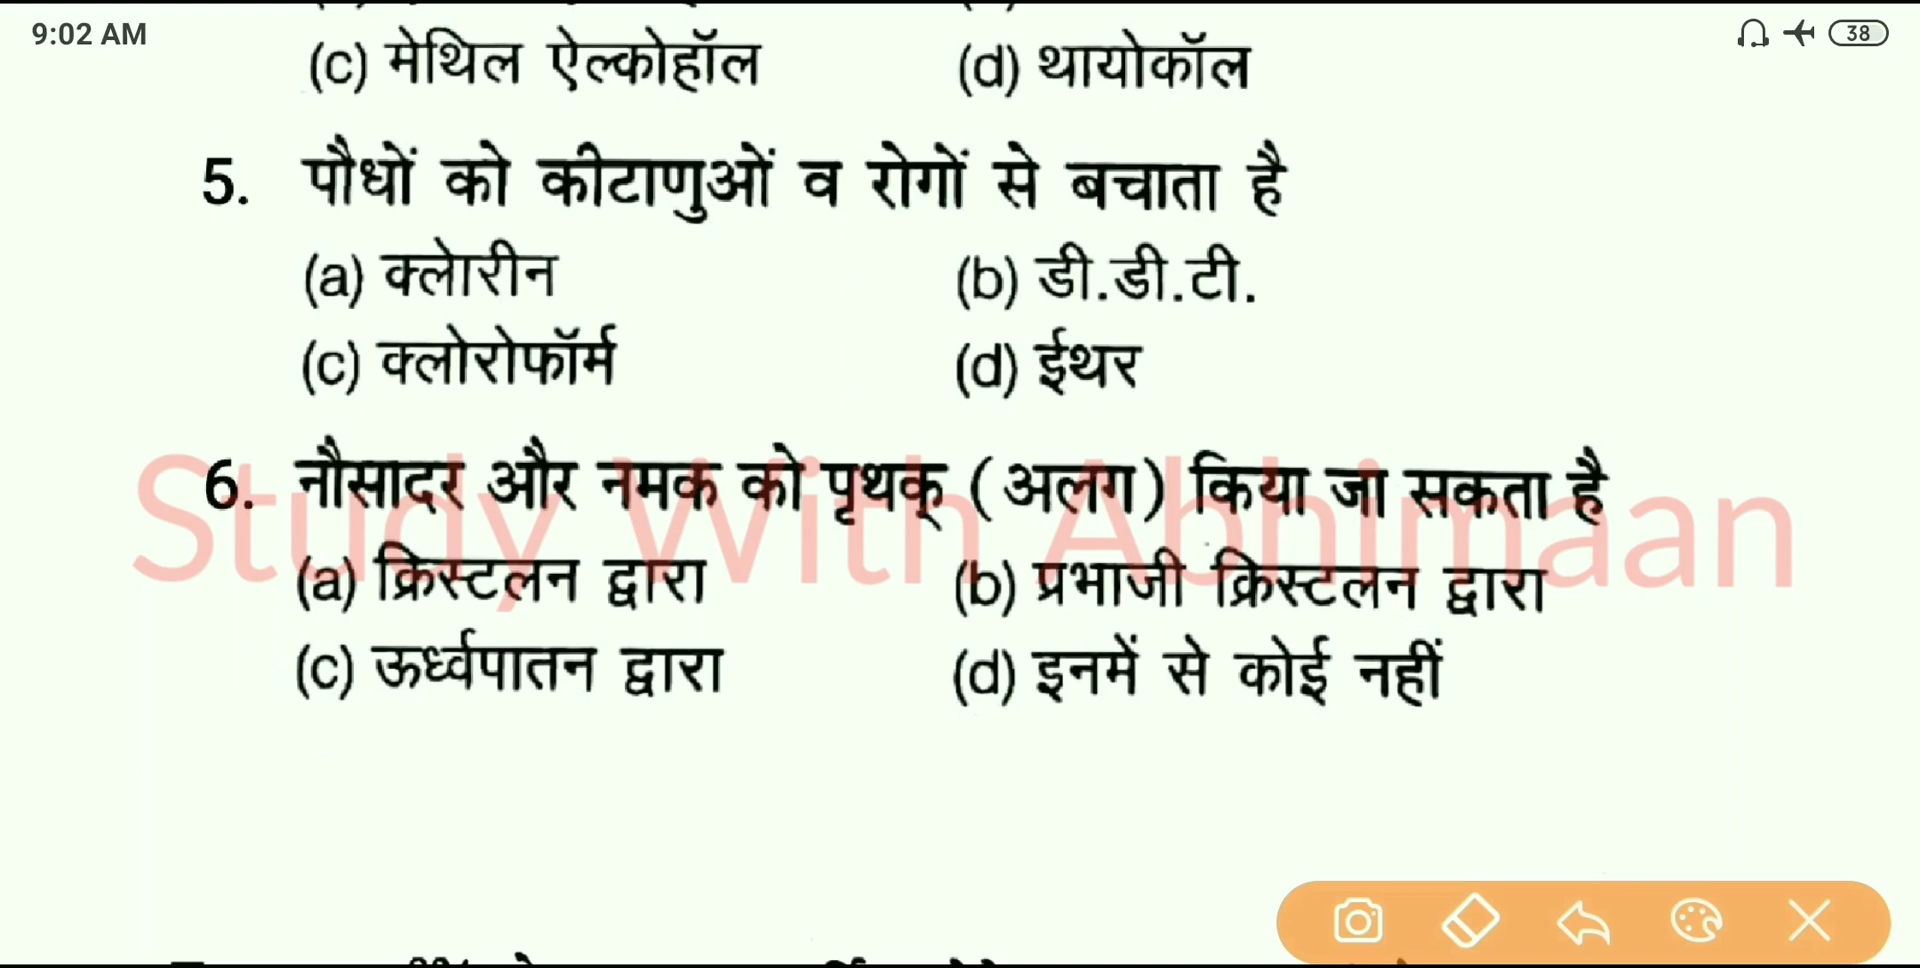 9:02 AM
38
(c) मेथिल ऐल्कोहॉल (d) थायोकॉल
5. पौधों को कीटाणुओं व रोगों से बचाता है
(a) क्लोरीन (b) डी.डी.टी.
(c) क्लोरोफॉर्म (d) ईथर
6. नौसादर और नमक को पृथक् (अलग) किया जा सकता है
Study With Abhimaan
(a) क्रिस्टलन द्वारा (b) प्रभाजी क्रिस्टलन द्वारा
(c) ऊर्ध्वपातन द्वारा (d) इनमें से कोई नहीं